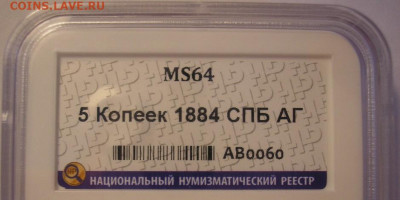 COINS.LAVE.RU
MS64
5 Копеек 1884 СПБ АГ
AB0060
НАЦИОНАЛЬНЫЙ НУМИЗМАТИЧЕСКИЙ РЕЕСТР